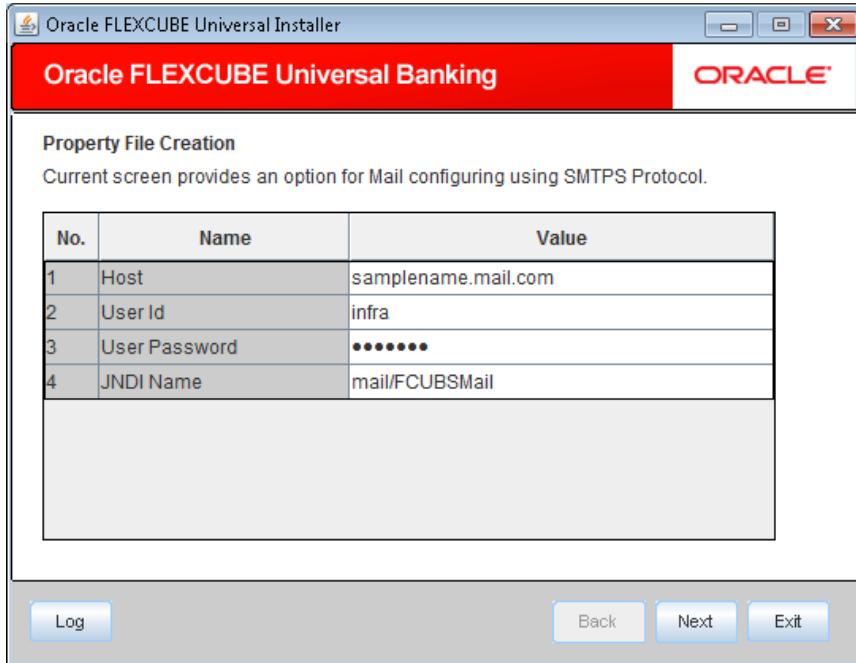 Oracle FLEXCUBE Universal Installer
Oracle FLEXCUBE Universal Banking
ORACLE
Property File Creation
Current screen provides an option for Mail configuring using SMTPS Protocol.
No. Name Value
1 Host samplename.mail.com
2 User Id infra
3 User Password •••••••
4 JNDI Name mail/FCUBSMail
Log Back Next Exit